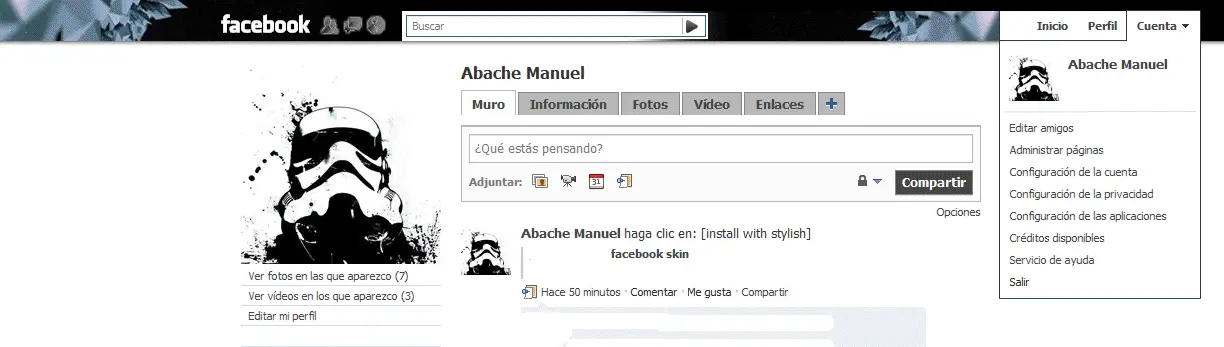 facebook
Buscar
Inicio Perfil Cuenta
Abache Manuel
Muro Información Fotos Vídeo Enlaces +
¿Qué estás pensando?
Adjuntar: 31 Compartir
Opciones
Abache Manuel haga clic en: [install with stylish]
facebook skin
Hace 50 minutos · Comentar · Me gusta · Compartir
Ver fotos en las que aparezco (7)
Ver vídeos en los que aparezco (3)
Editar mi perfil
Abache Manuel
Editar amigos
Administrar páginas
Configuración de la cuenta
Configuración de la privacidad
Configuración de las aplicaciones
Créditos disponibles
Servicio de ayuda
Salir